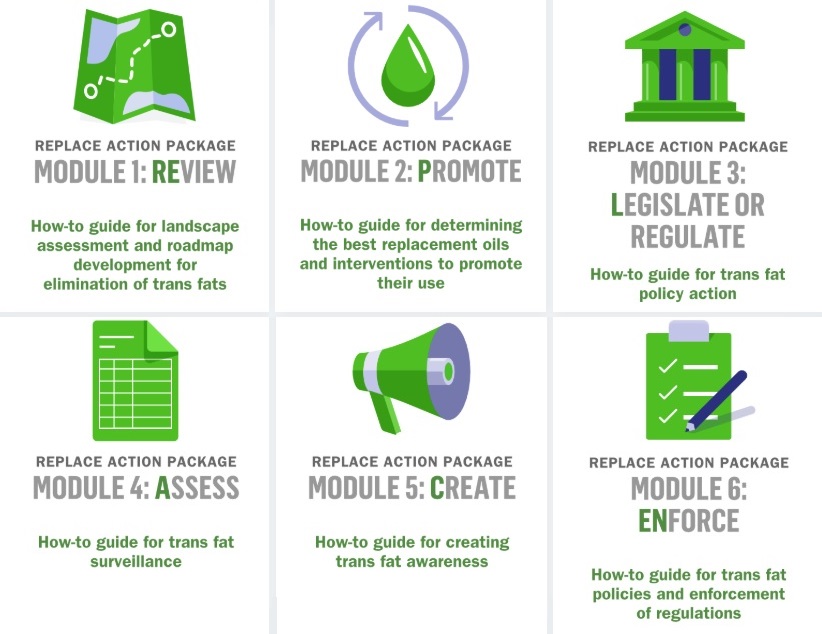 REPLACE ACTION PACKAGE
MODULE 1: REVIEW
How-to guide for landscape
assessment and roadmap
development for
elimination of trans fats
REPLACE ACTION PACKAGE
MODULE 2: PROMOTE
How-to guide for determining
the best replacement oils
and interventions to promote
their use
REPLACE ACTION PACKAGE
MODULE 3:
LEGISLATE OR
REGULATE
How-to guide for trans fat
policy action
REPLACE ACTION PACKAGE
MODULE 4: ASSESS
How-to guide for trans fat
surveillance
REPLACE ACTION PACKAGE
MODULE 5: CREATE
How-to guide for creating
trans fat awareness
REPLACE ACTION PACKAGE
MODULE 6:
ENFORCE
How-to guide for trans fat
policies and enforcement
of regulations